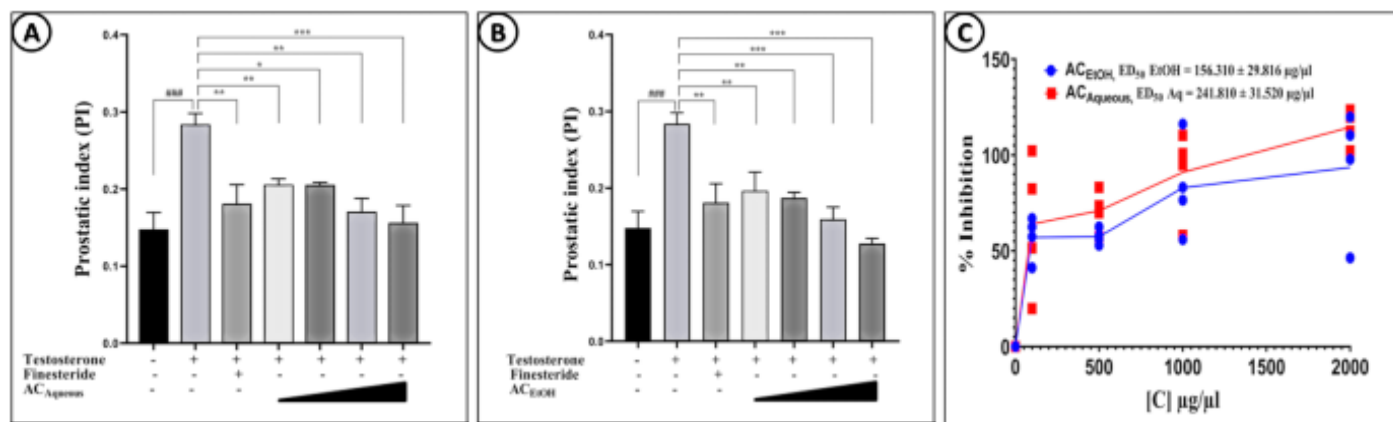 A
Prostatic index (PI)
0.4
0.3
0.2
0.1
0.0
###
**
**
*
**
***
Testosterone - + + + + + +
Finesteride - - + - - - -
AC Aqueous - - -
B
Prostatic index (PI)
0.4
0.3
0.2
0.1
0.0
###
**
**
**
***
***
Testosterone - + + + + + +
Finesteride - - + - - - -
AC EtOH - - -
C
% Inhibition
150
100
50
0
AC EtOH, ED50 EtOH = 156.310 ± 29.816 µg/µl
AC Aqueous, ED50 Aq = 241.810 ± 31.520 µg/µl
0 500 1000 1500 2000
[C] µg/µl